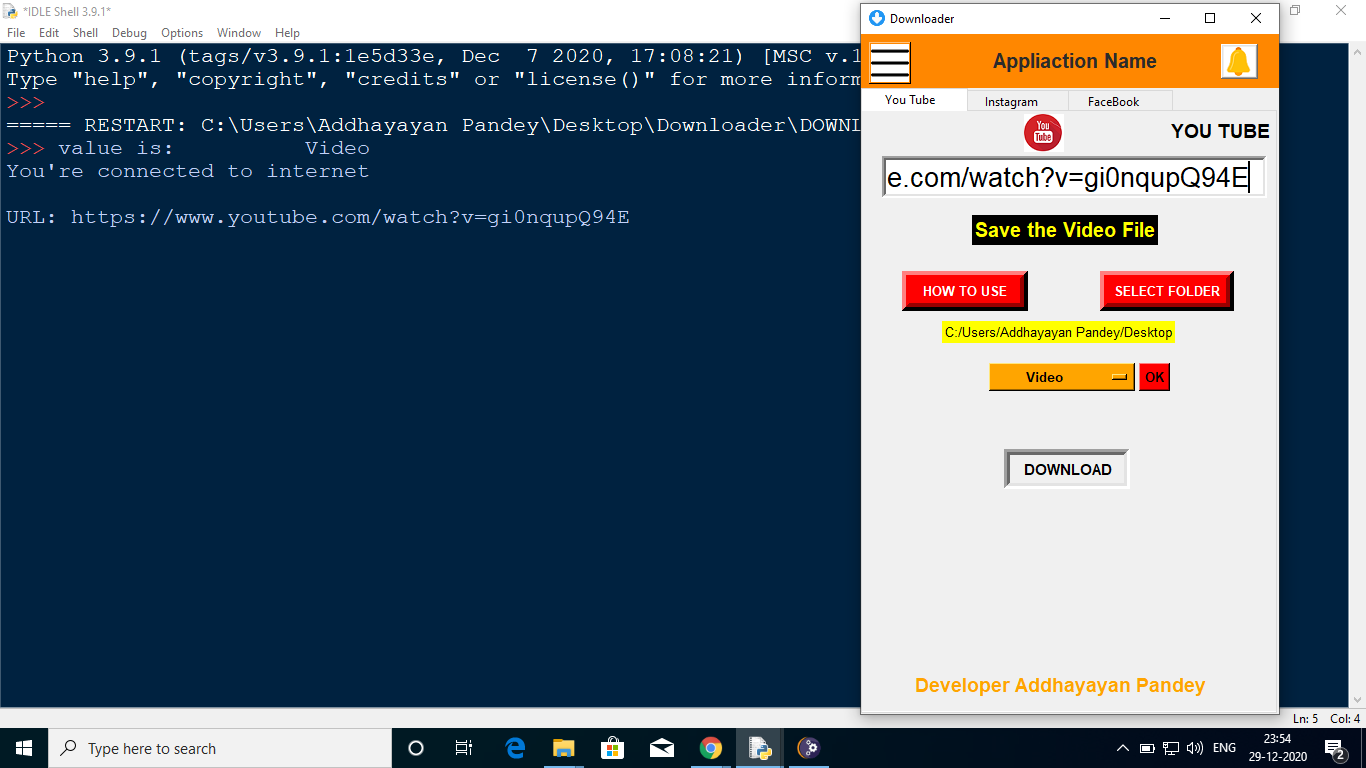 *IDLE Shell 3.9.1*
File Edit Shell Debug Options Window Help
Python 3.9.1 (tags/v3.9.1:1e5d33e, Dec  7 2020, 17:08:21) [MSC v.1
Type "help", "copyright", "credits" or "license()" for more inform
>>>
===== RESTART: C:\Users\Addhayayan Pandey\Desktop\Downloader\DOWNI
>>> value is:          Video
You're connected to internet
URL: https://www.youtube.com/watch?v=gi0nqupQ94E
Downloader
Appliaction Name
You Tube Instagram FaceBook
You
Tube
YOU TUBE
e.com/watch?v=gi0nqupQ94E
Save the Video File
HOW TO USE SELECT FOLDER
C:/Users/Addhayayan Pandey/Desktop
Video OK
DOWNLOAD
Developer Addhayayan Pandey
Ln: 5 Col: 4
Type here to search
ENG
23:54
29-12-2020
2